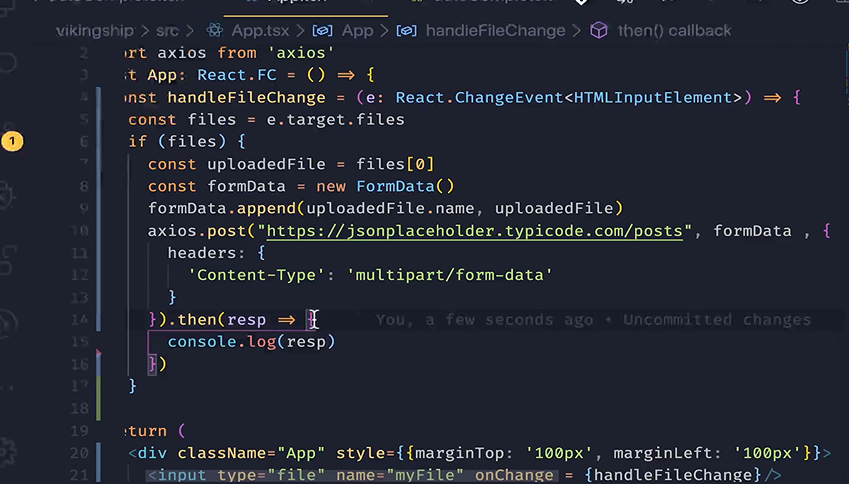 vikingship > src > App.tsx > App > handleFileChange > then() callback
2 rt axios from 'axios'
3 t App: React.FC = () => {
4 nst handleFileChange = (e: React.ChangeEvent<HTMLInputElement>) => {
5 const files = e.target.files
6 if (files) {
7 const uploadedFile = files[0]
8 const formData = new FormData()
9 formData.append(uploadedFile.name, uploadedFile)
10 axios.post("https://jsonplaceholder.typicode.com/posts", formData , {
11 headers: {
12 'Content-Type': 'multipart/form-data'
13 }
14 }).then(resp => { You, a few seconds ago • Uncommitted changes
15 console.log(resp)
16 })
17 }
18
19 turn (
20 <div className="App" style={{marginTop: '100px', marginLeft: '100px'}}>
21 <input type="file" name="myFile" onChange = {handleFileChange}/>
1